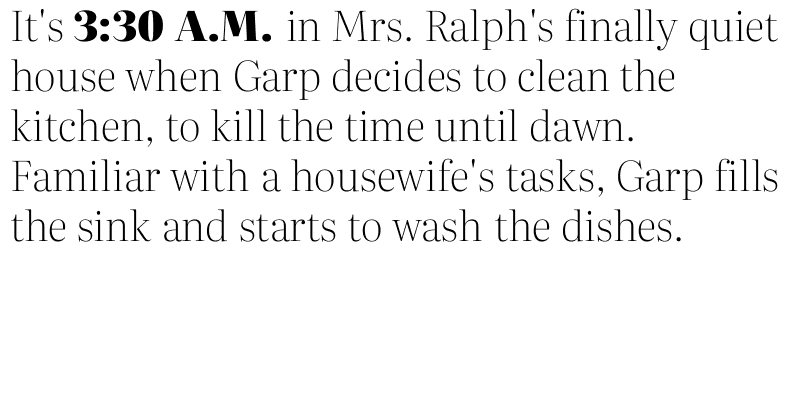 It's 3:30 A.M. in Mrs. Ralph's finally quiet
house when Garp decides to clean the
kitchen, to kill the time until dawn.
Familiar with a housewife's tasks, Garp fills
the sink and starts to wash the dishes.